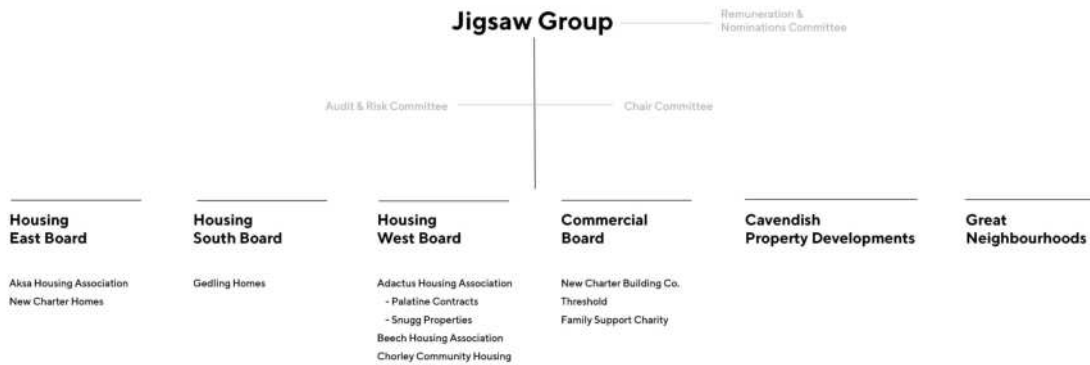 Jigsaw Group
Remuneration &
Nominations Committee
Audit & Risk Committee
Chair Committee
Housing
East Board
Aksa Housing Association
New Charter Homes
Housing
South Board
Gedling Homes
Housing
West Board
Adactus Housing Association
- Palatine Contracts
- Snugg Properties
Beech Housing Association
Chorley Community Housing
Commercial
Board
New Charter Building Co.
Threshold
Family Support Charity
Cavendish
Property Developments
Great
Neighbourhoods